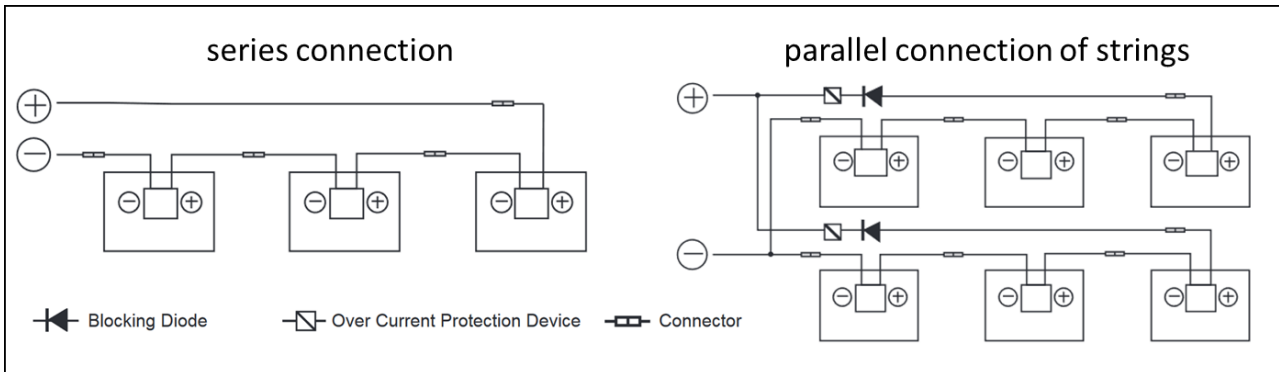 series connection
parallel connection of strings
+
−
− + − + − +
+
− + − + − +
−
− + − + − +
Blocking Diode Over Current Protection Device Connector